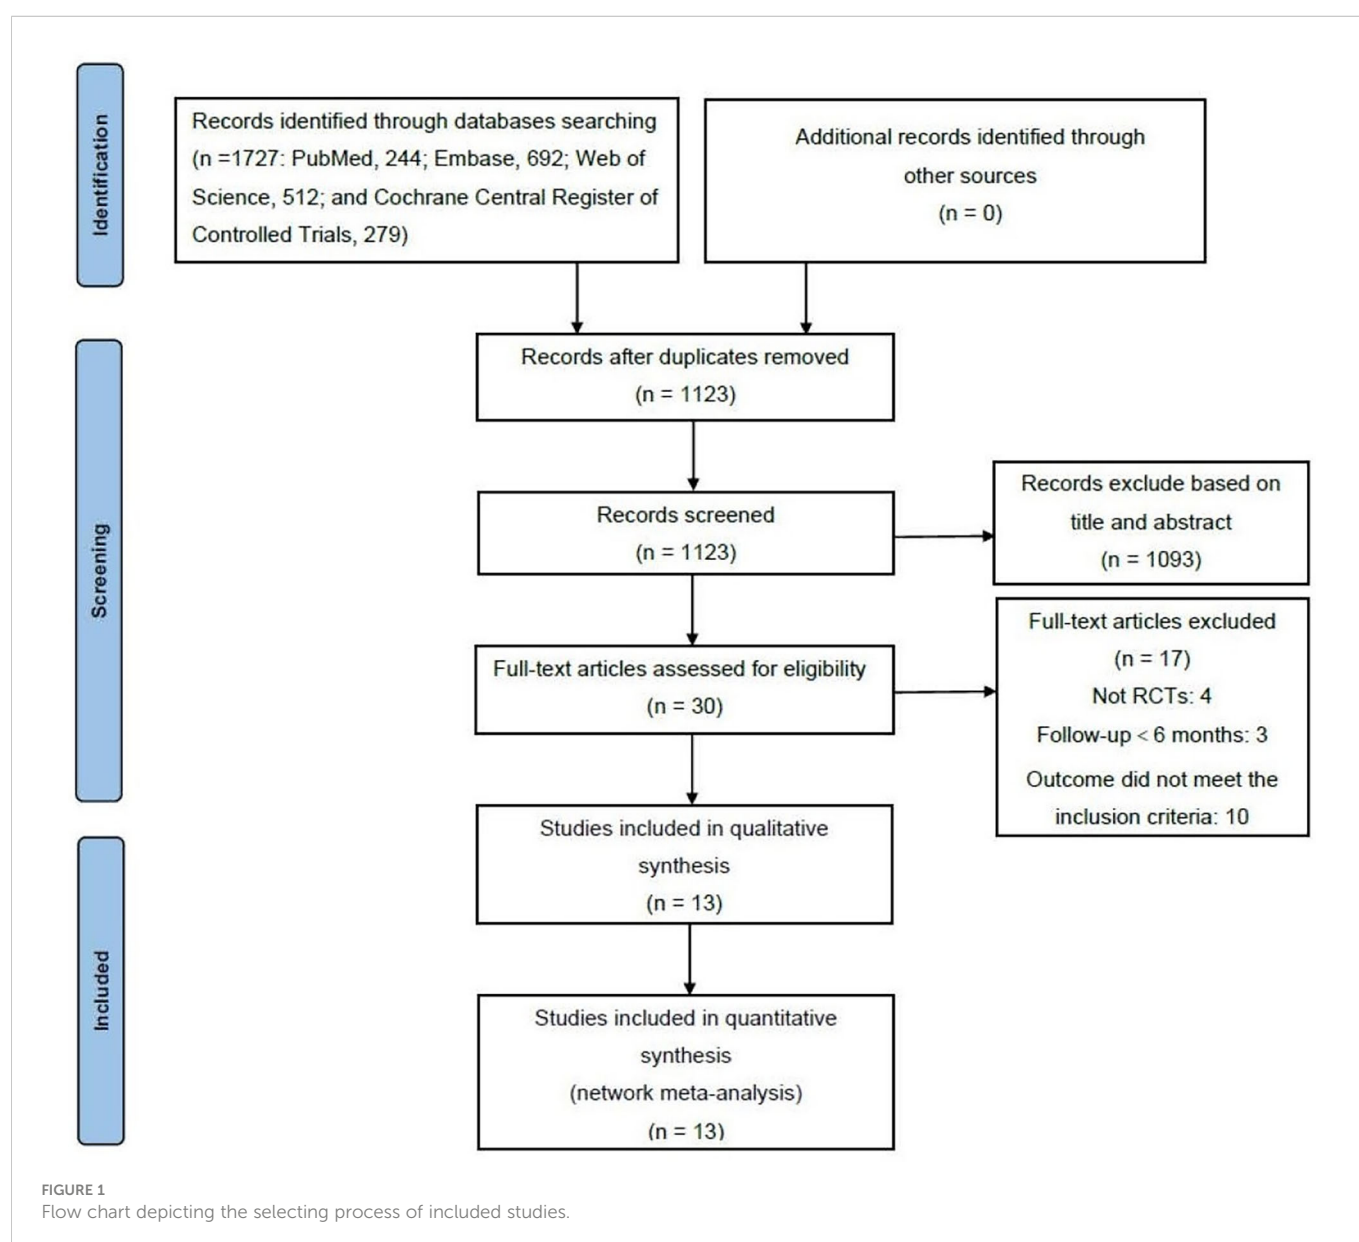 Identification
Records identified through databases searching
(n =1727: PubMed, 244; Embase, 692; Web of
Science, 512; and Cochrane Central Register of
Controlled Trials, 279)
Additional records identified through
other sources
(n = 0)
Screening
Records after duplicates removed
(n = 1123)
Records screened
(n = 1123)
Records exclude based on
title and abstract
(n = 1093)
Full-text articles assessed for eligibility
(n = 30)
Full-text articles excluded
(n = 17)
Not RCTs: 4
Follow-up < 6 months: 3
Outcome did not meet the
inclusion criteria: 10
Included
Studies included in qualitative
synthesis
(n = 13)
Studies included in quantitative
synthesis
(network meta-analysis)
(n = 13)
FIGURE 1
Flow chart depicting the selecting process of included studies.